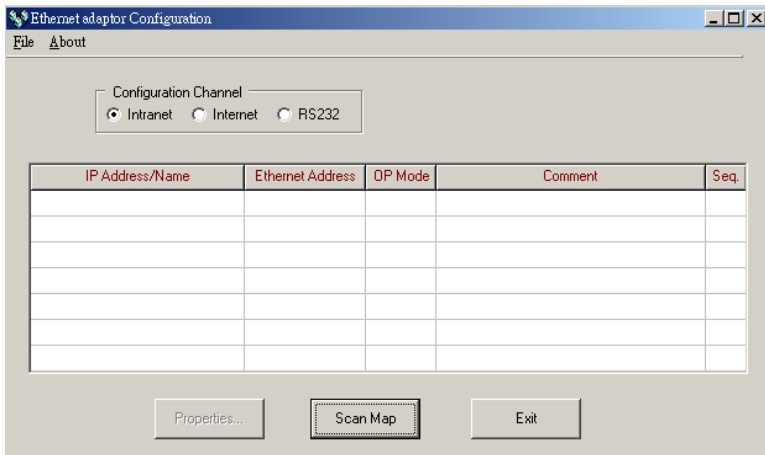 Ethernet adaptor Configuration
File About
Configuration Channel
Intranet Internet RS232
IP Address/Name Ethernet Address OP Mode Comment Seq.
Properties... Scan Map Exit